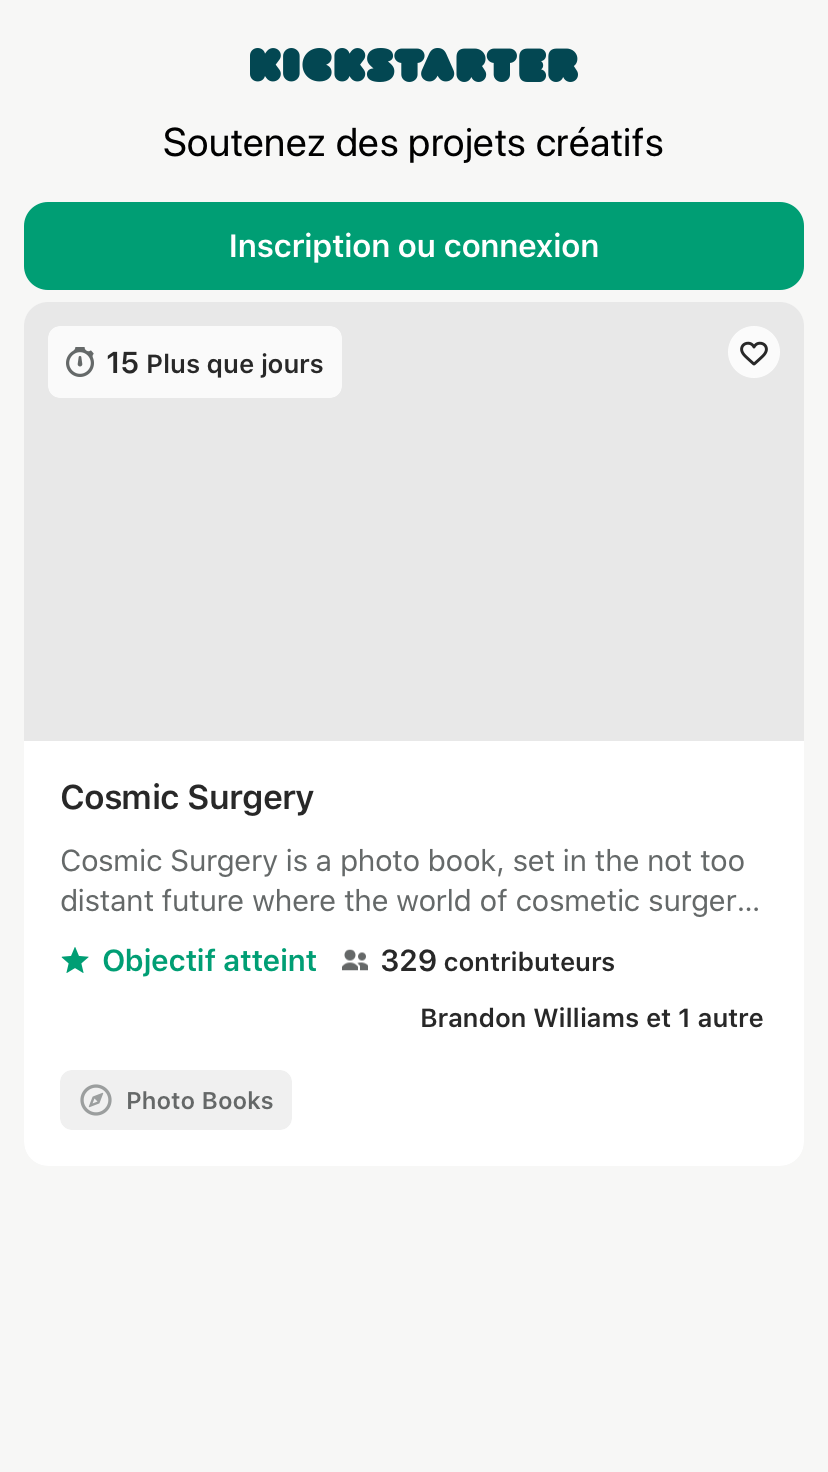 KICKSTARTER
Soutenez des projets créatifs
Inscription ou connexion
15 Plus que jours
Cosmic Surgery
Cosmic Surgery is a photo book, set in the not too
distant future where the world of cosmetic surger...
Objectif atteint
329 contributeurs
Brandon Williams et 1 autre
Photo Books